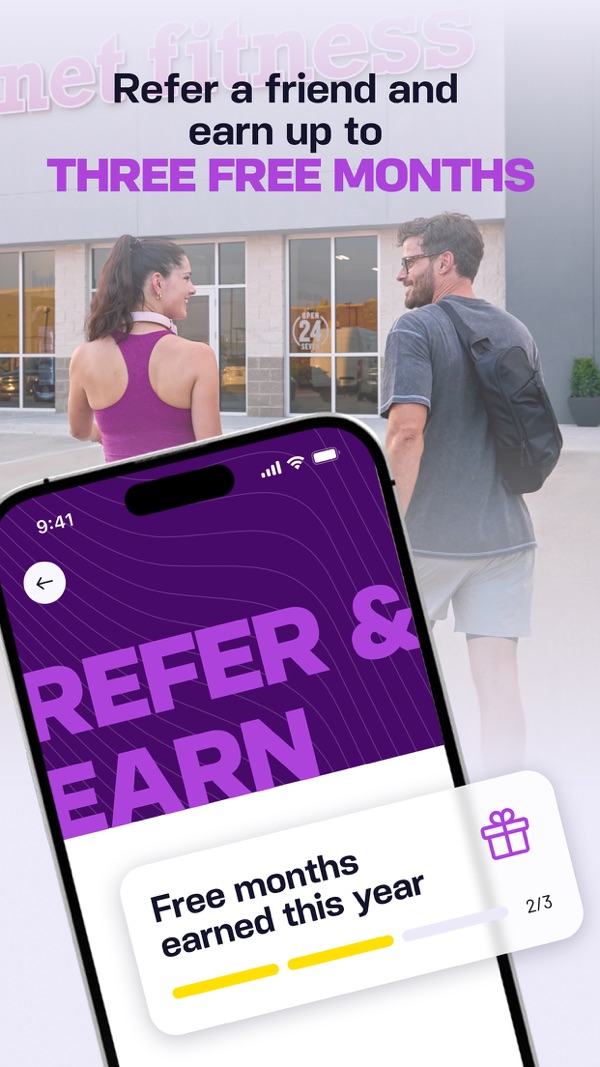 net fitness
Refer a friend and
earn up to
THREE FREE MONTHS
OPEN
24
SEVEN
9:41
REFER &
EARN
Free months
earned this year
2/3